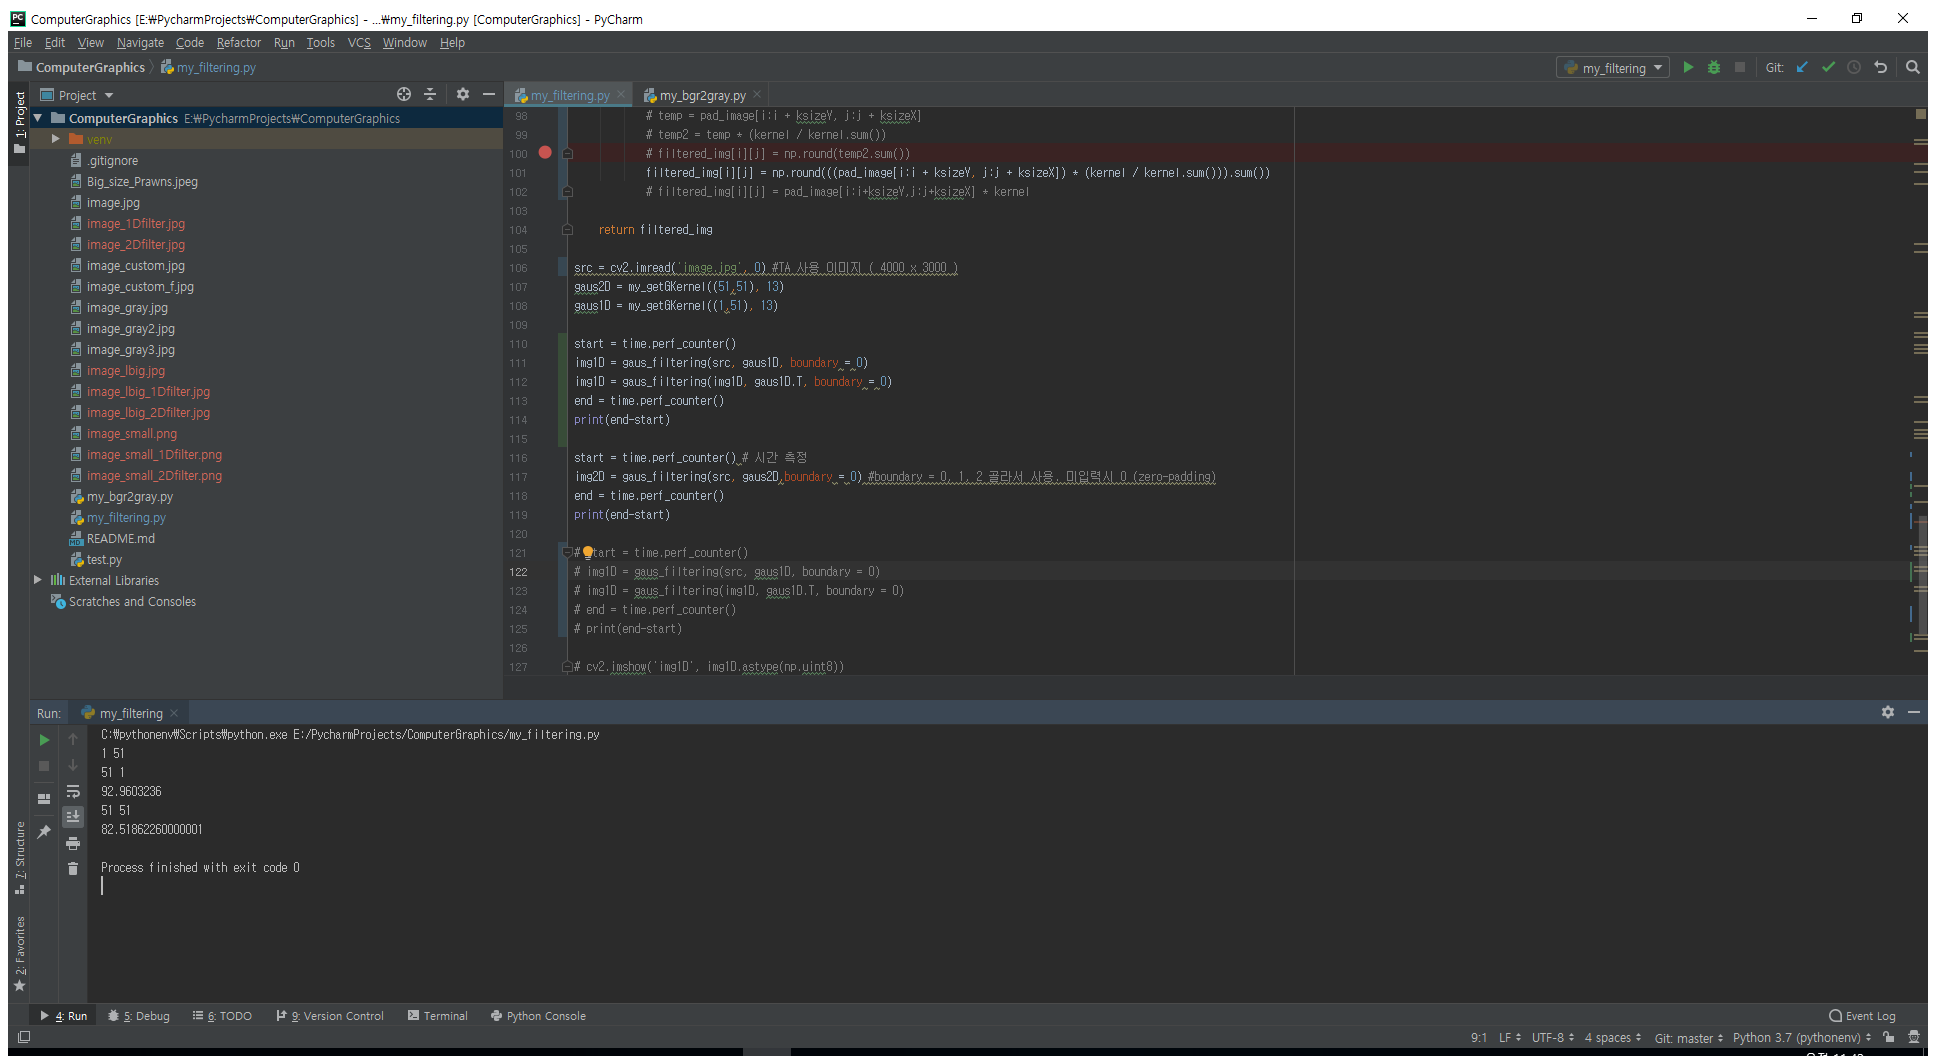 ComputerGraphics [E:₩PycharmProjects₩ComputerGraphics] - ...₩my_filtering.py [ComputerGraphics] - PyCharm
File Edit View Navigate Code Refactor Run Tools VCS Window Help
ComputerGraphics my_filtering.py
my_filtering Git:
1: Project
Project
my_filtering.py my_bgr2gray.py
ComputerGraphics E:₩PycharmProjects₩ComputerGraphics
venv
.gitignore
Big_size_Prawns.jpeg
image.jpg
image_1Dfilter.jpg
image_2Dfilter.jpg
image_custom.jpg
image_custom_f.jpg
image_gray.jpg
image_gray2.jpg
image_gray3.jpg
image_lbig.jpg
image_lbig_1Dfilter.jpg
image_lbig_2Dfilter.jpg
image_small.png
image_small_1Dfilter.png
image_small_2Dfilter.png
my_bgr2gray.py
my_filtering.py
README.md
test.py
External Libraries
Scratches and Consoles
98 # temp = pad_image[i:i + ksizeY, j:j + ksizeX]
99 # temp2 = temp * (kernel / kernel.sum())
100 # filtered_img[i][j] = np.round(temp2.sum())
101 filtered_img[i][j] = np.round(((pad_image[i:i + ksizeY, j:j + ksizeX]) * (kernel / kernel.sum())).sum())
102 # filtered_img[i][j] = pad_image[i:i+ksizeY,j:j+ksizeX] * kernel
103
104 return filtered_img
105
106 src = cv2.imread('image.jpg', 0) #TA 사용 이미지 ( 4000 x 3000 )
107 gaus2D = my_getGKernel((51,51), 13)
108 gaus1D = my_getGKernel((1,51), 13)
109
110 start = time.perf_counter()
111 img1D = gaus_filtering(src, gaus1D, boundary = 0)
112 img1D = gaus_filtering(img1D, gaus1D.T, boundary = 0)
113 end = time.perf_counter()
114 print(end-start)
115
116 start = time.perf_counter() # 시간 측정
117 img2D = gaus_filtering(src, gaus2D,boundary = 0) #boundary = 0, 1, 2 골라서 사용. 미입력시 0 (zero-padding)
118 end = time.perf_counter()
119 print(end-start)
120
121 # start = time.perf_counter()
122 # img1D = gaus_filtering(src, gaus1D, boundary = 0)
123 # img1D = gaus_filtering(img1D, gaus1D.T, boundary = 0)
124 # end = time.perf_counter()
125 # print(end-start)
126
127 # cv2.imshow('img1D', img1D.astype(np.uint8))
Run: my_filtering
C:₩pythonenv₩Scripts₩python.exe E:/PycharmProjects/ComputerGraphics/my_filtering.py
1 51
51 1
92.9603236
51 51
82.51862260000001
Process finished with exit code 0
7: Structure
2: Favorites
4: Run 5: Debug 6: TODO 9: Version Control Terminal Python Console Event Log
9:1 LF UTF-8 4 spaces Git: master Python 3.7 (pythonenv)